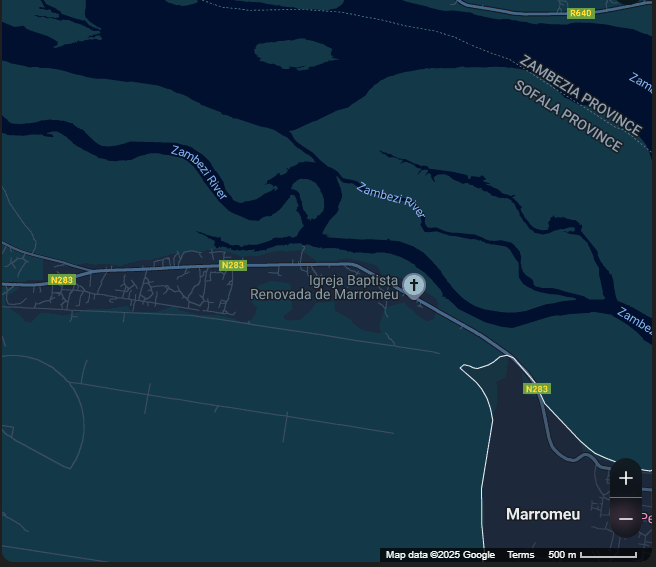 R640
ZAMBEZIA PROVINCE
SOFALA PROVINCE
Zambezi River
Zambezi River
N283
N283
Igreja Baptista
Renovada de Marromeu
N283
Marromeu
+
−
Map data ©2025 Google
Terms
500 m